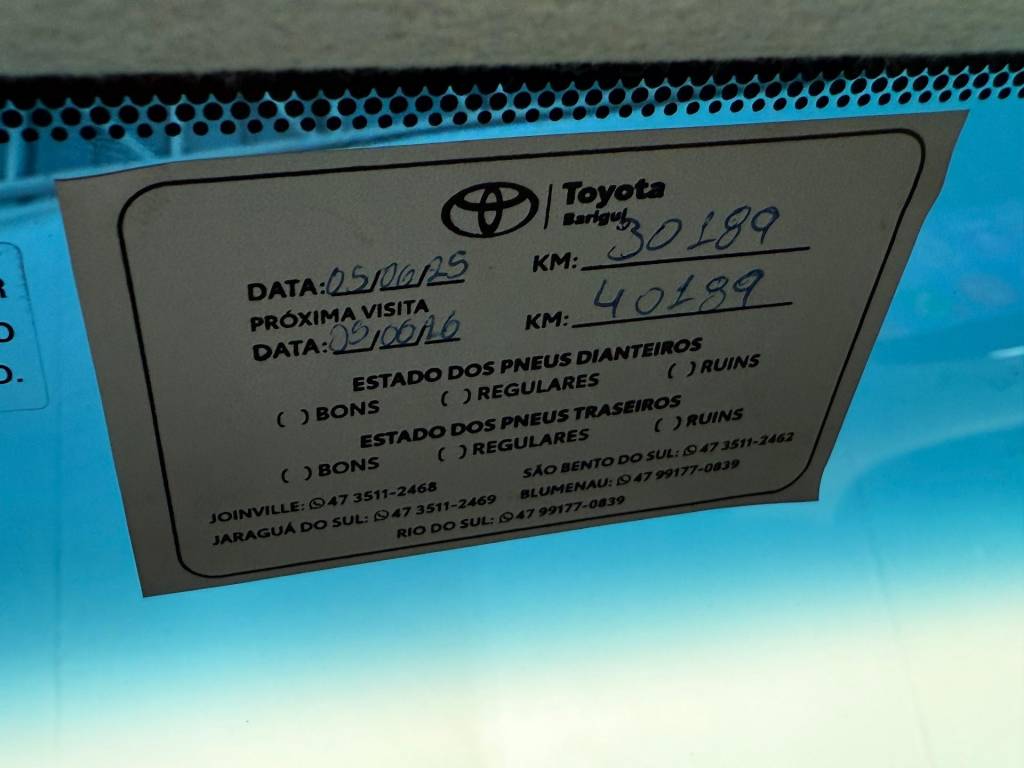 Toyota
Barigui
DATA: 05/06/25 KM: 30189
PRÓXIMA VISITA
DATA: 05/06/26 KM: 40189
ESTADO DOS PNEUS DIANTEIROS
( ) BONS ( ) REGULARES ( ) RUINS
ESTADO DOS PNEUS TRASEIROS
( ) BONS ( ) REGULARES ( ) RUINS
JOINVILLE: 47 3511-2468 SÃO BENTO DO SUL: 47 3511-2462
JARAGUÁ DO SUL: 47 3511-2469 BLUMENAU: 47 99177-0839
RIO DO SUL: 47 99177-0839
R
O
O.